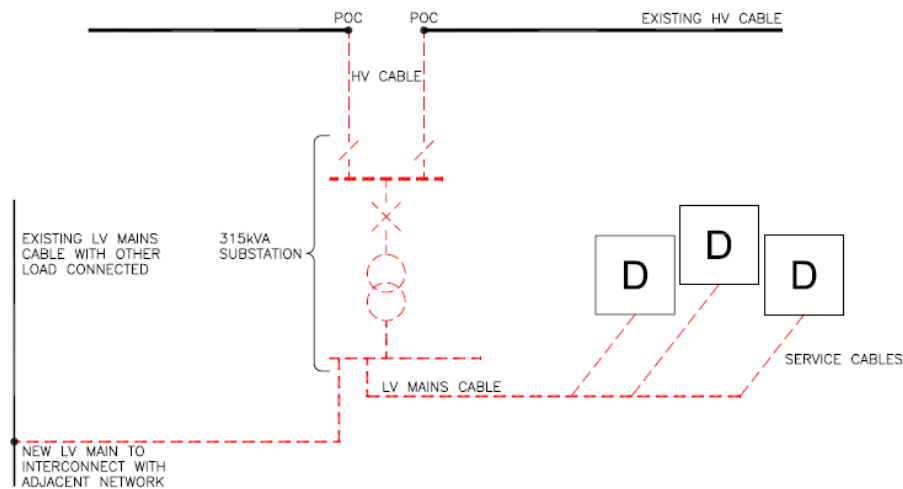 POC
POC
EXISTING HV CABLE
HV CABLE
EXISTING LV MAINS
CABLE WITH OTHER
LOAD CONNECTED
315kVA
SUBSTATION
D
D
D
SERVICE CABLES
LV MAINS CABLE
NEW LV MAIN TO
INTERCONNECT WITH
ADJACENT NETWORK